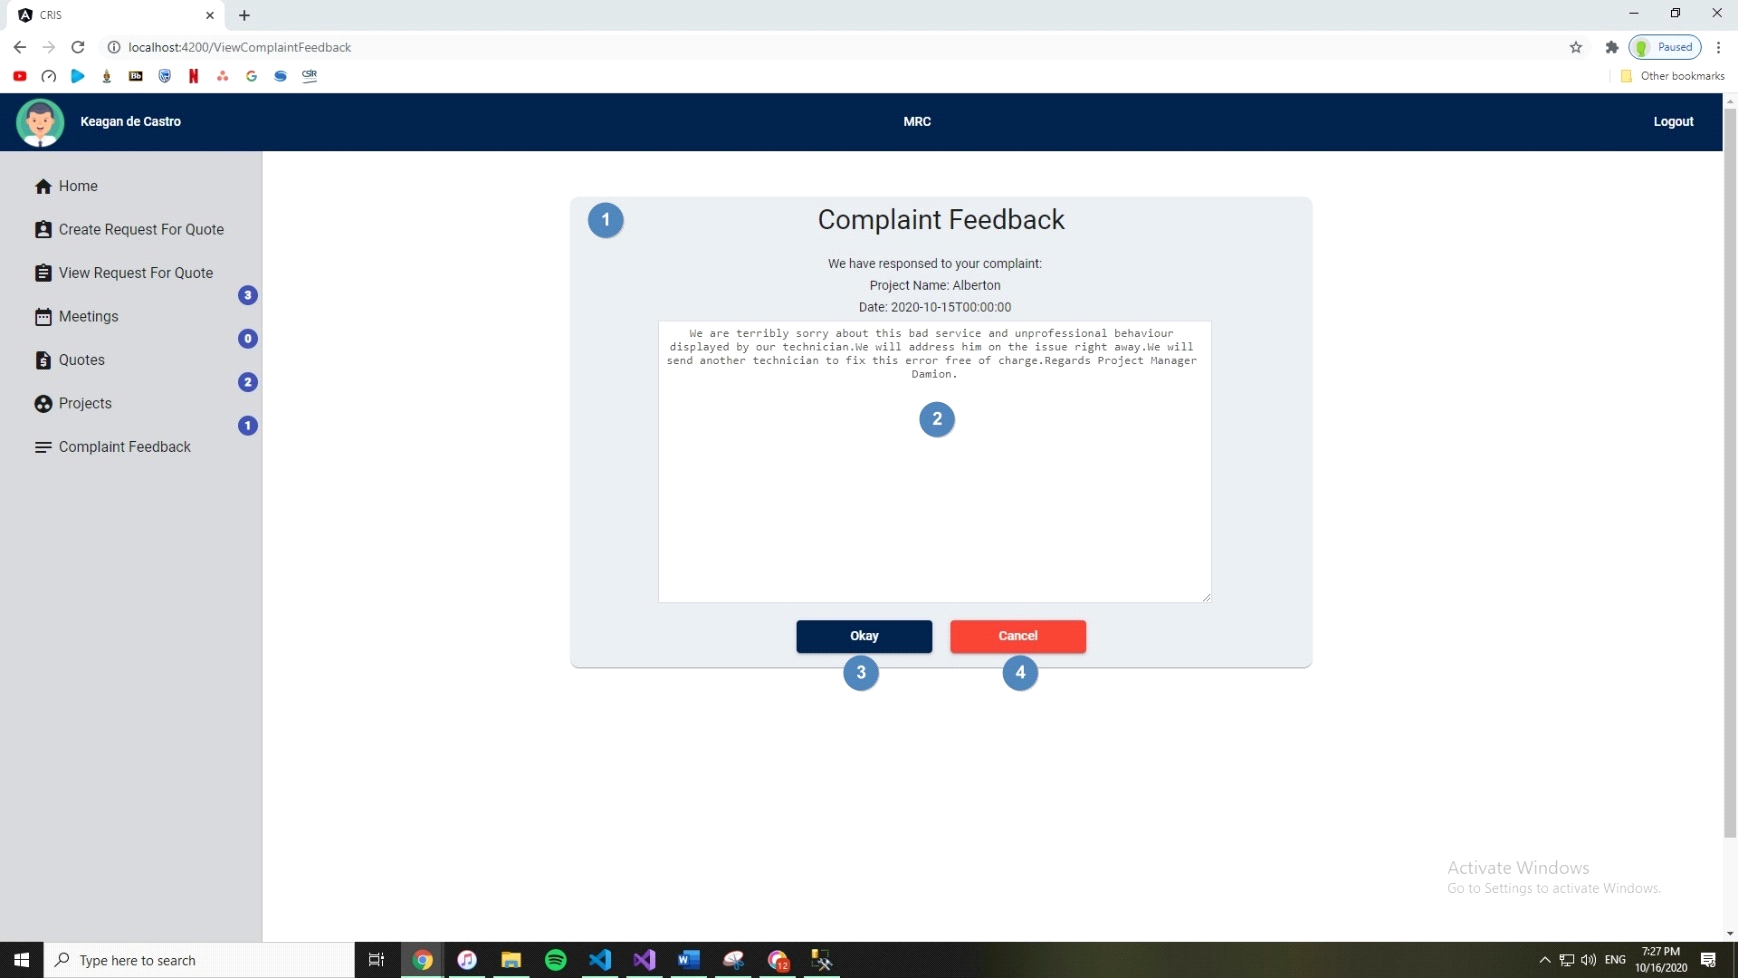 CRIS
localhost:4200/ViewComplaintFeedback
Paused
Bb
CSIR
Other bookmarks
Keagan de Castro
MRC
Logout
Home
Create Request For Quote
View Request For Quote
3
Meetings
0
Quotes
2
Projects
1
Complaint Feedback
1
Complaint Feedback
We have responsed to your complaint:
Project Name: Alberton
Date: 2020-10-15T00:00:00
We are terribly sorry about this bad service and unprofessional behaviour
displayed by our technician.We will address him on the issue right away.We will
send another technician to fix this error free of charge.Regards Project Manager
Damion.
2
Okay
Cancel
3
4
Activate Windows
Go to Settings to activate Windows.
Type here to search
12
ENG
7:27 PM
10/16/2020